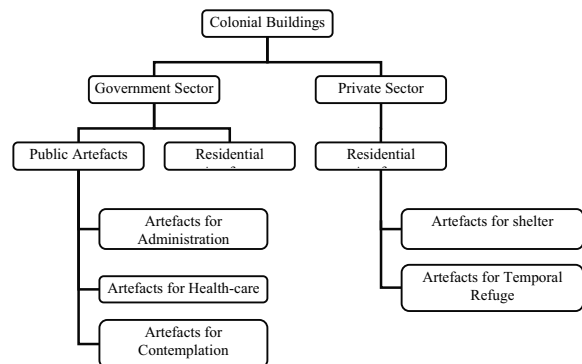 Colonial Buildings
Government Sector
Private Sector
Public Artefacts
Residential
Residential
Artefacts for
Administration
Artefacts for Health-care
Artefacts for
Contemplation
Artefacts for shelter
Artefacts for Temporal
Refuge